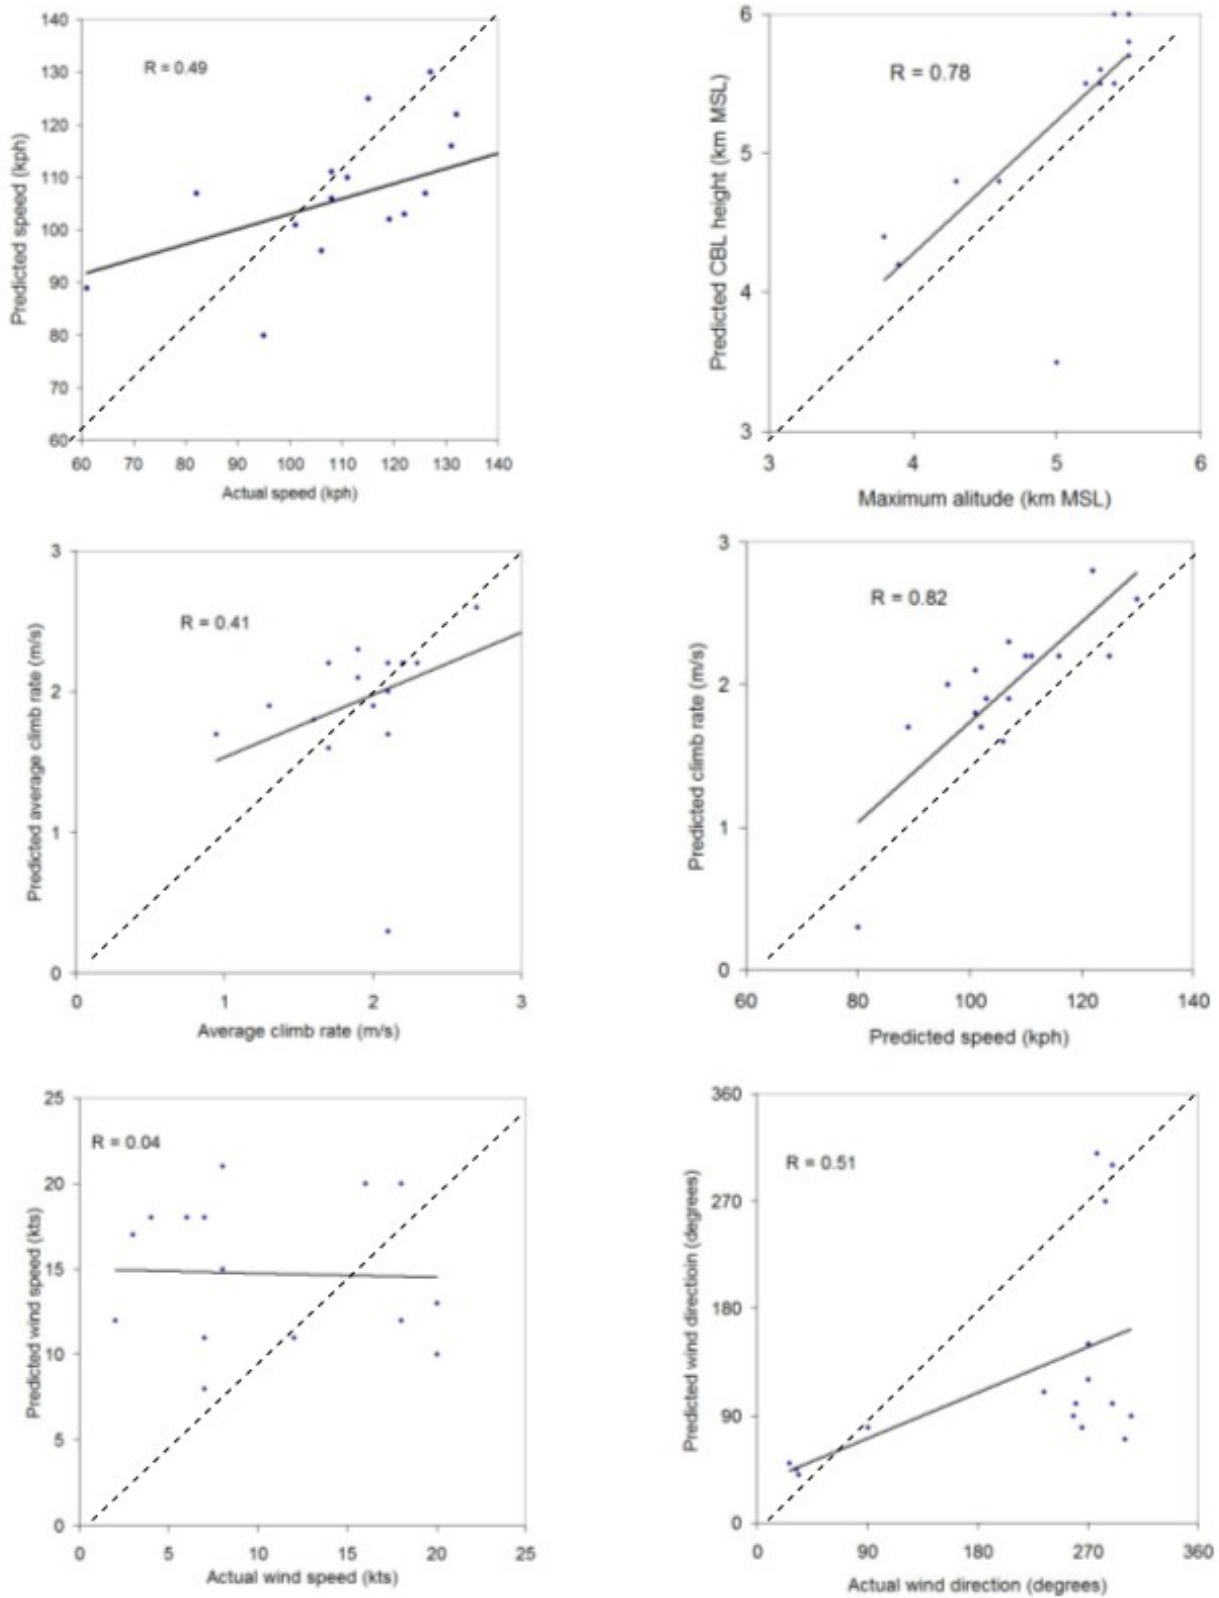 140
130
120
110
100
90
80
70
60
R = 0.49
Predicted speed (kph)
60 70 80 90 100 110 120 130 140
Actual speed (kph)
6
5
4
3
R = 0.78
Predicted CBL height (km MSL)
3 4 5 6
Maximum alitude (km MSL)
3
2
1
0
R = 0.41
Predicted average climb rate (m/s)
0 1 2 3
Average climb rate (m/s)
3
2
1
0
R = 0.82
Predicted climb rate (m/s)
60 80 100 120 140
Predicted speed (kph)
25
20
15
10
5
0
R = 0.04
Predicted wind speed (kts)
0 5 10 15 20 25
Actual wind speed (kts)
360
270
180
90
0
R = 0.51
Predicted wind directioin (degrees)
0 90 180 270 360
Actual wind direction (degrees)